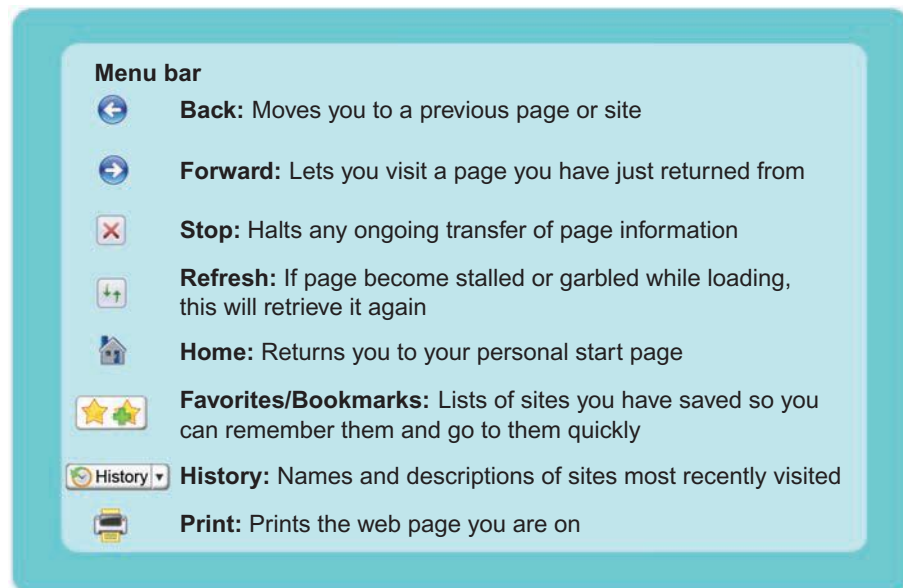 Menu bar
Back: Moves you to a previous page or site
Forward: Lets you visit a page you have just returned from
Stop: Halts any ongoing transfer of page information
Refresh: If page become stalled or garbled while loading,
this will retrieve it again
Home: Returns you to your personal start page
Favorites/Bookmarks: Lists of sites you have saved so you
can remember them and go to them quickly
History History: Names and descriptions of sites most recently visited
Print: Prints the web page you are on